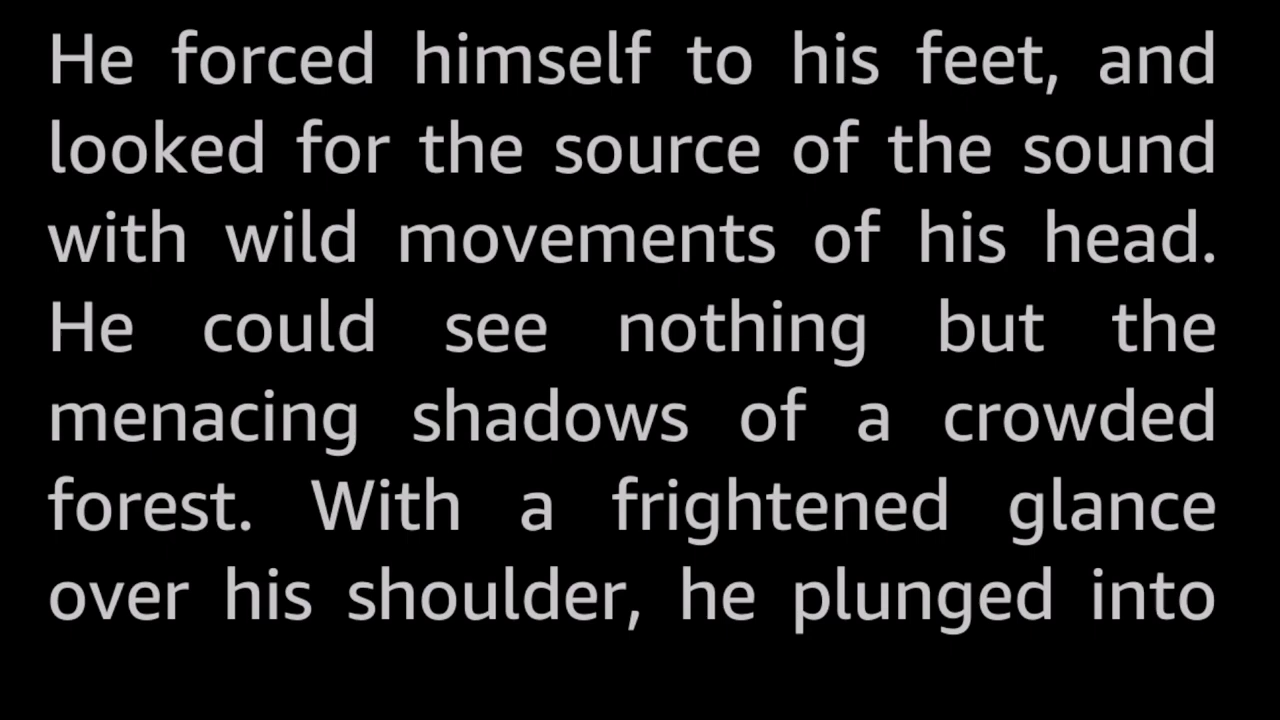 He forced himself to his feet, and
looked for the source of the sound
with wild movements of his head.
He could see nothing but the
menacing shadows of a crowded
forest. With a frightened glance
over his shoulder, he plunged into